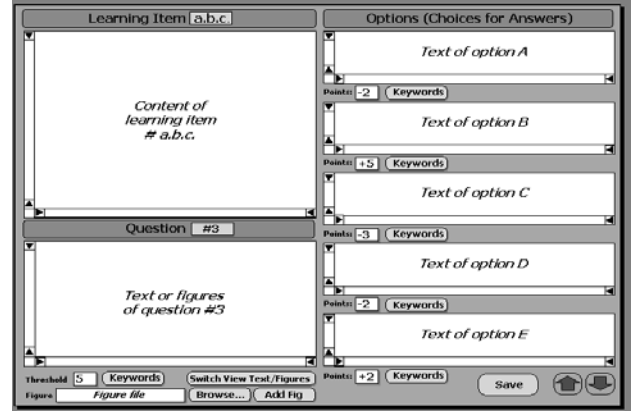 Learning Item a.b.c.
Content of
learning item
# a.b.c.
Question #3
Text or figures
of question #3
Threshold 5 Keywords Switch View Text/Figures
Figure Figure file Browse... Add Fig
Options (Choices for Answers)
Text of option A
Points: -2 Keywords
Text of option B
Points: +5 Keywords
Text of option C
Points: -3 Keywords
Text of option D
Points: -2 Keywords
Text of option E
Points: +2 Keywords
Save